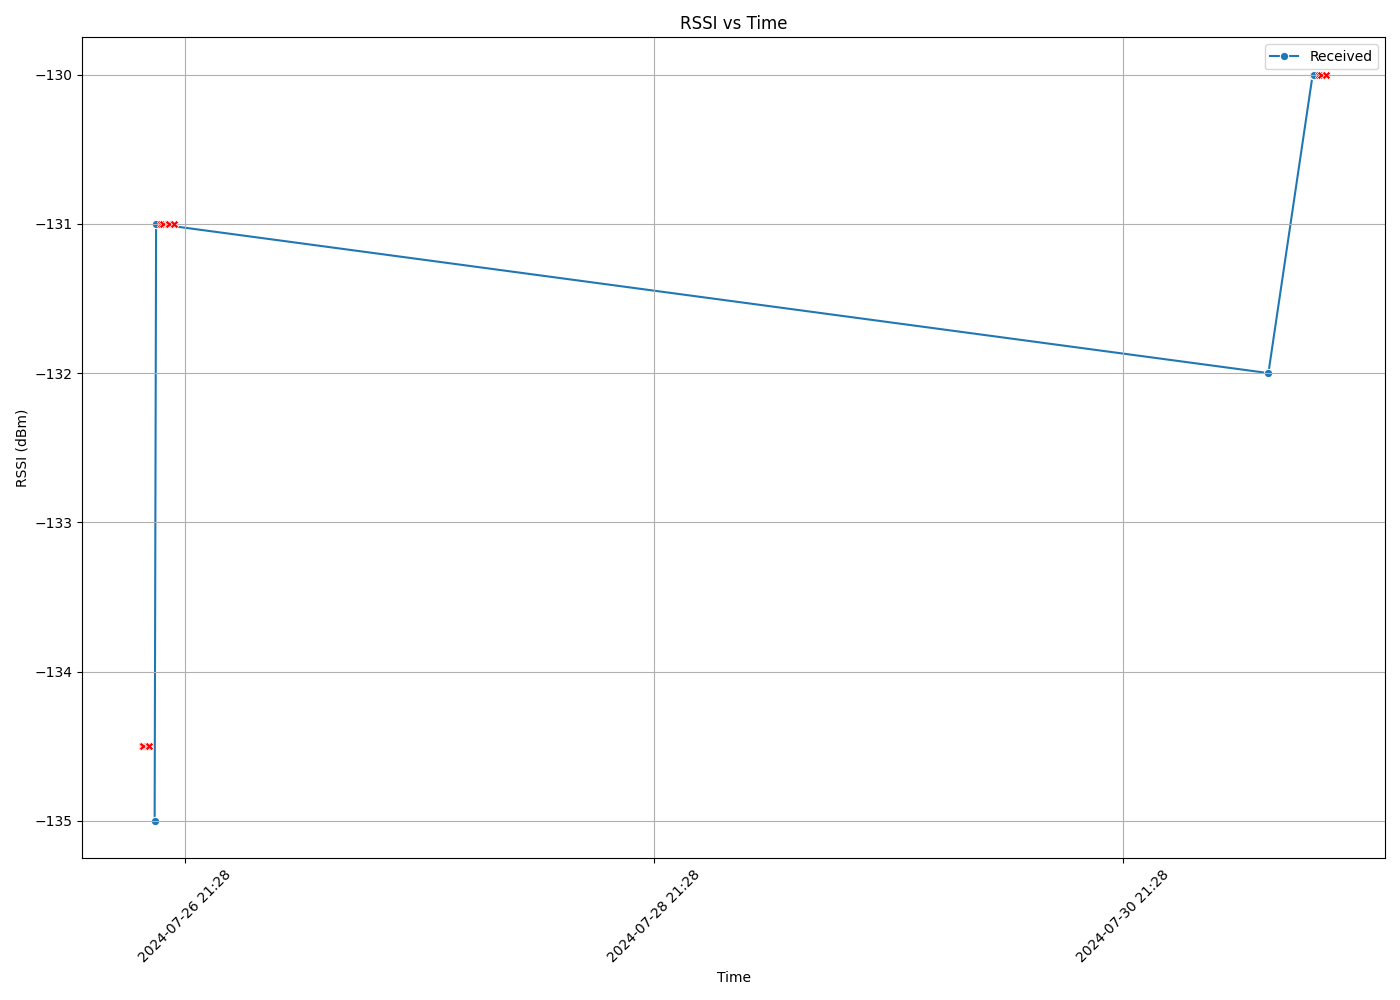 RSSI vs Time
Received
−130
−131
−132
−133
−134
−135
RSSI (dBm)
2024-07-26 21:28
2024-07-28 21:28
2024-07-30 21:28
Time